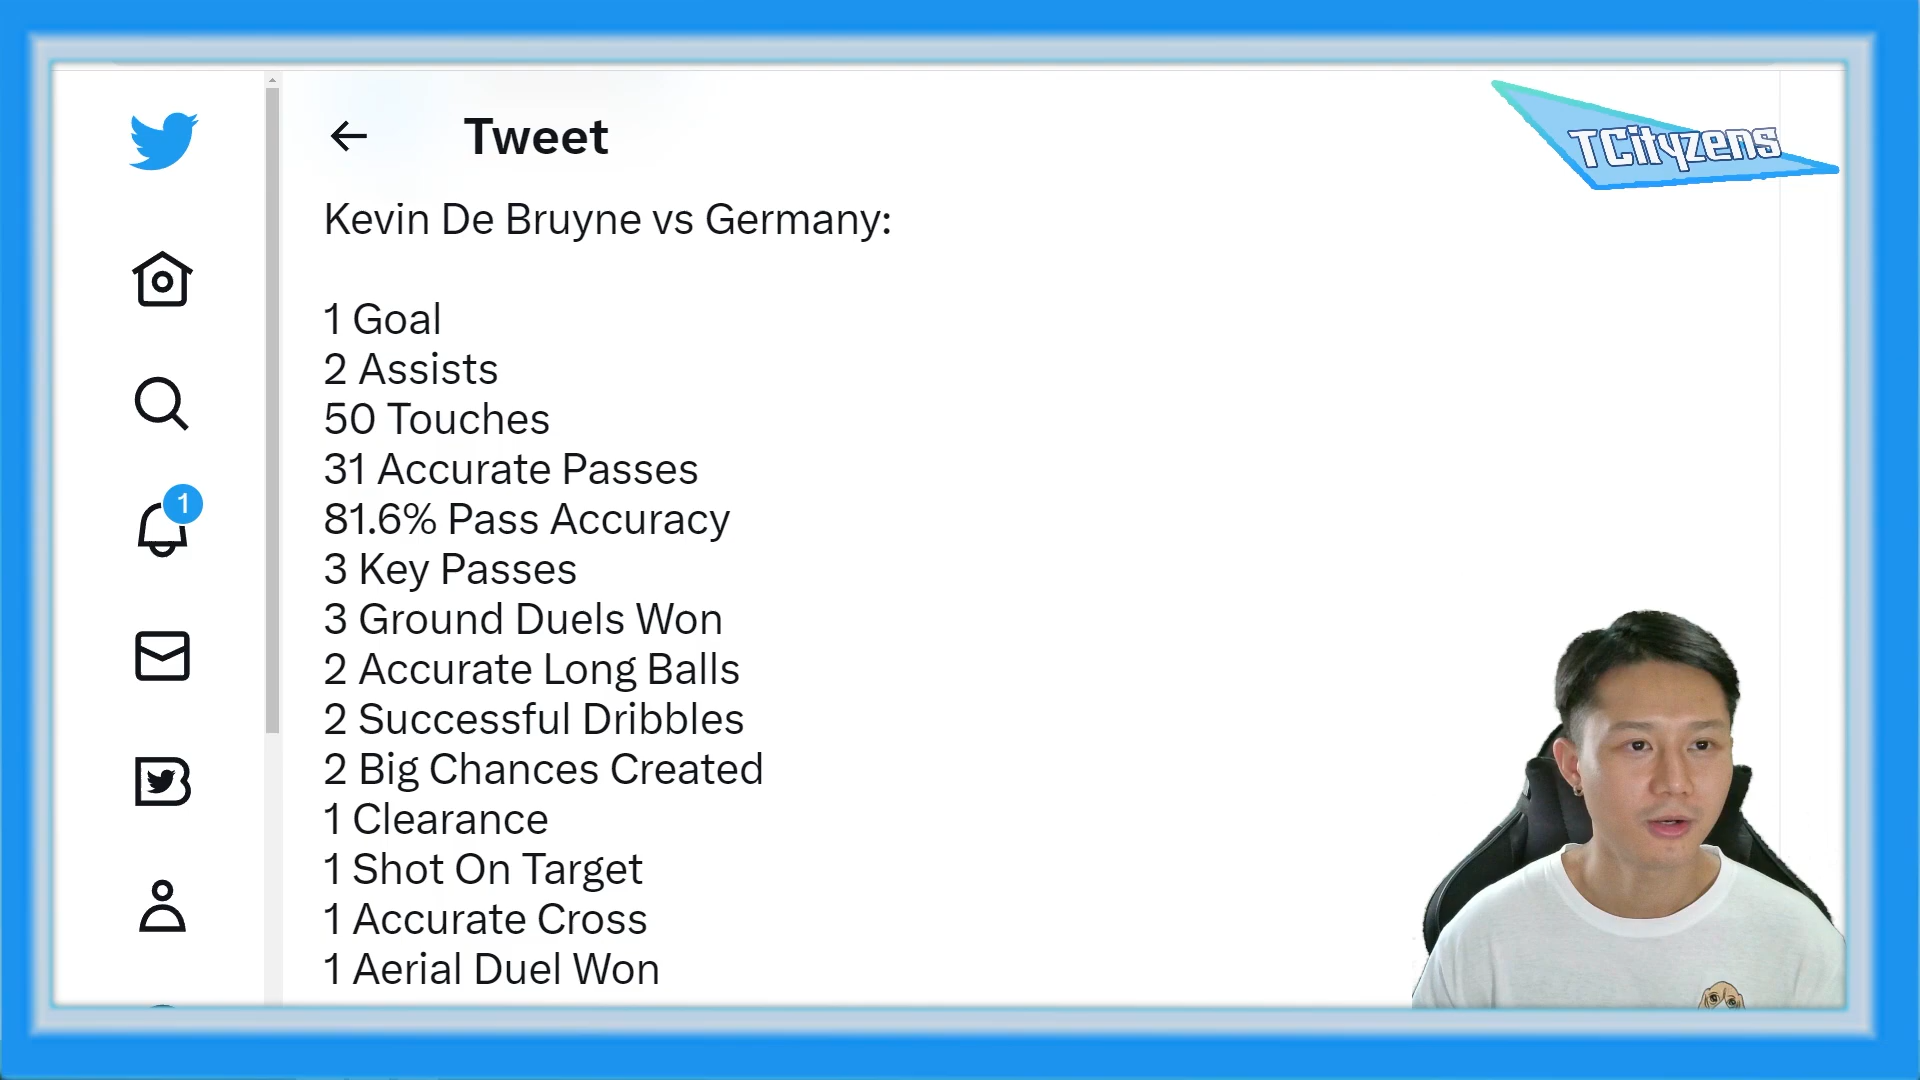 Tweet
TCityzens
Kevin De Bruyne vs Germany:
1 Goal
2 Assists
50 Touches
31 Accurate Passes
81.6% Pass Accuracy
3 Key Passes
3 Ground Duels Won
2 Accurate Long Balls
2 Successful Dribbles
2 Big Chances Created
1 Clearance
1 Shot On Target
1 Accurate Cross
1 Aerial Duel Won
1